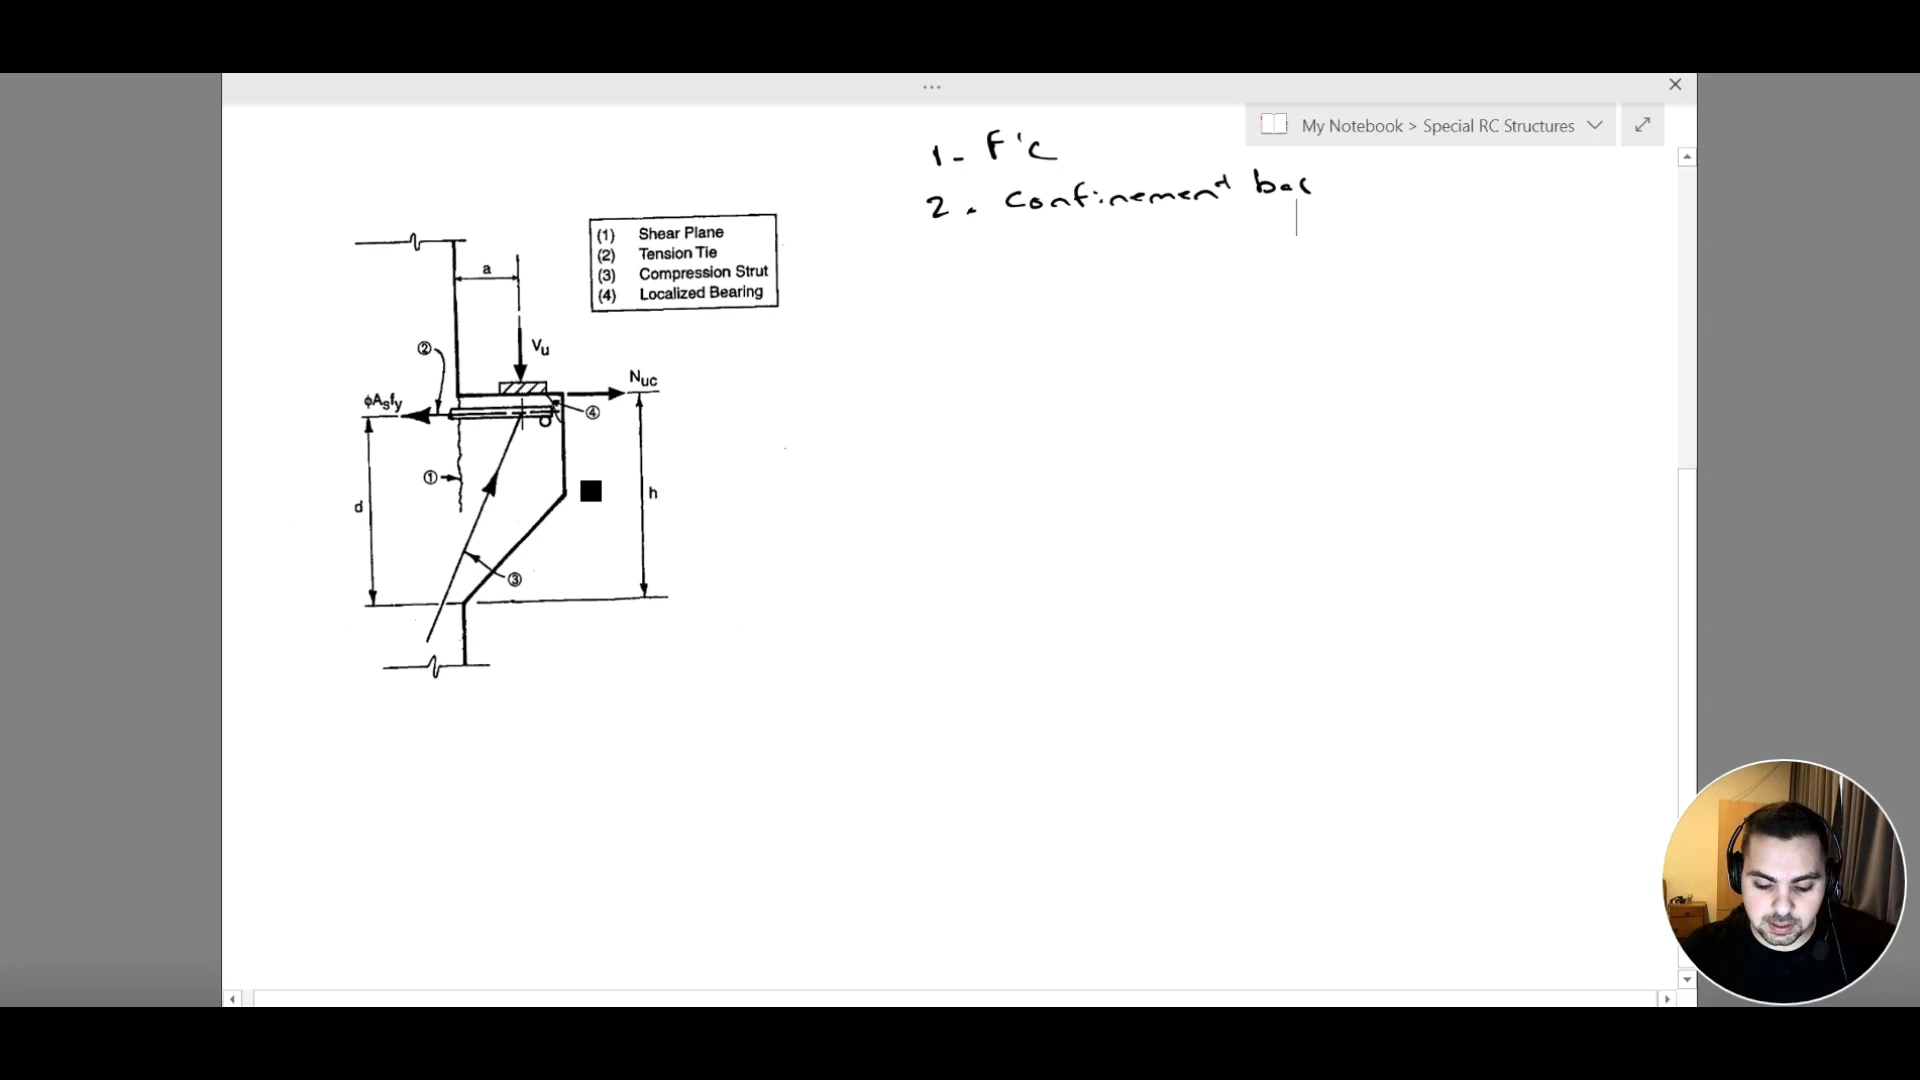 ...
My Notebook > Special RC Structures
1- F'c
2. Confinement bar
(1) Shear Plane
(2) Tension Tie
(3) Compression Strut
(4) Localized Bearing
a
②
Vu
Nuc
ϕAsfy
④
①
d
h
③